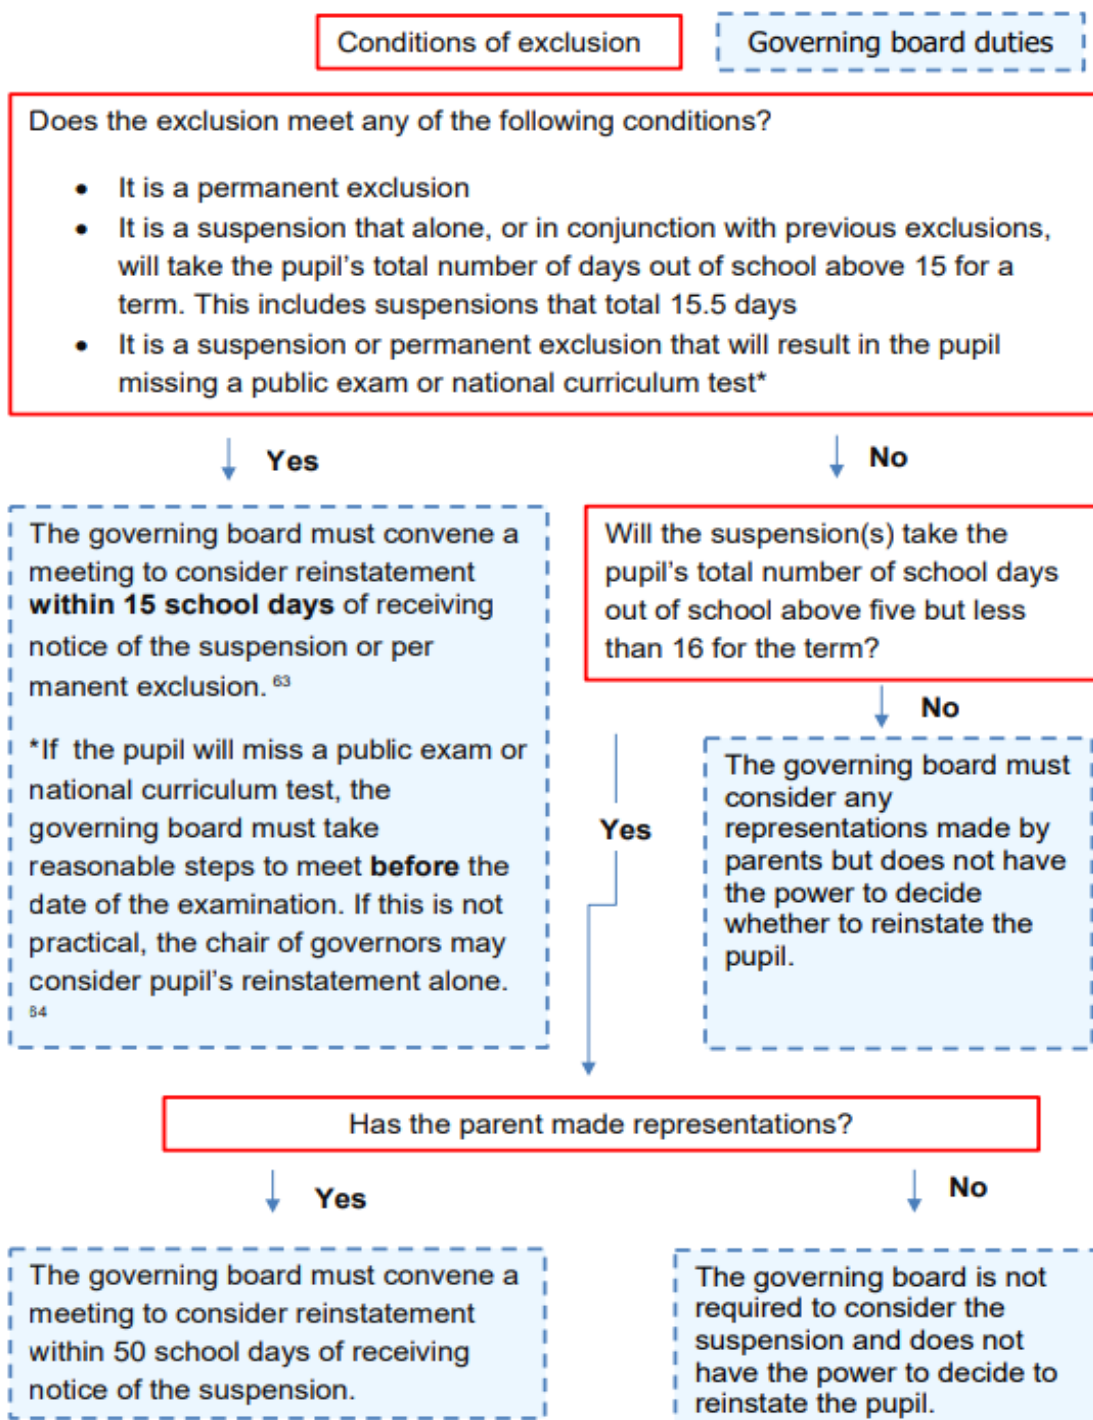 Conditions of exclusion
Governing board duties
Does the exclusion meet any of the following conditions?
• It is a permanent exclusion
• It is a suspension that alone, or in conjunction with previous exclusions,
will take the pupil's total number of days out of school above 15 for a
term. This includes suspensions that total 15.5 days
• It is a suspension or permanent exclusion that will result in the pupil
missing a public exam or national curriculum test*
Yes
No
The governing board must convene a
meeting to consider reinstatement
within 15 school days of receiving
notice of the suspension or per
manent exclusion. 63
*If the pupil will miss a public exam or
national curriculum test, the
governing board must take
reasonable steps to meet before the
date of the examination. If this is not
practical, the chair of governors may
consider pupil's reinstatement alone.
64
Will the suspension(s) take the
pupil's total number of school days
out of school above five but less
than 16 for the term?
No
Yes
The governing board must
consider any
representations made by
parents but does not have
the power to decide
whether to reinstate the
pupil.
Has the parent made representations?
Yes
No
The governing board must convene a
meeting to consider reinstatement
within 50 school days of receiving
notice of the suspension.
The governing board is not
required to consider the
suspension and does not
have the power to decide to
reinstate the pupil.